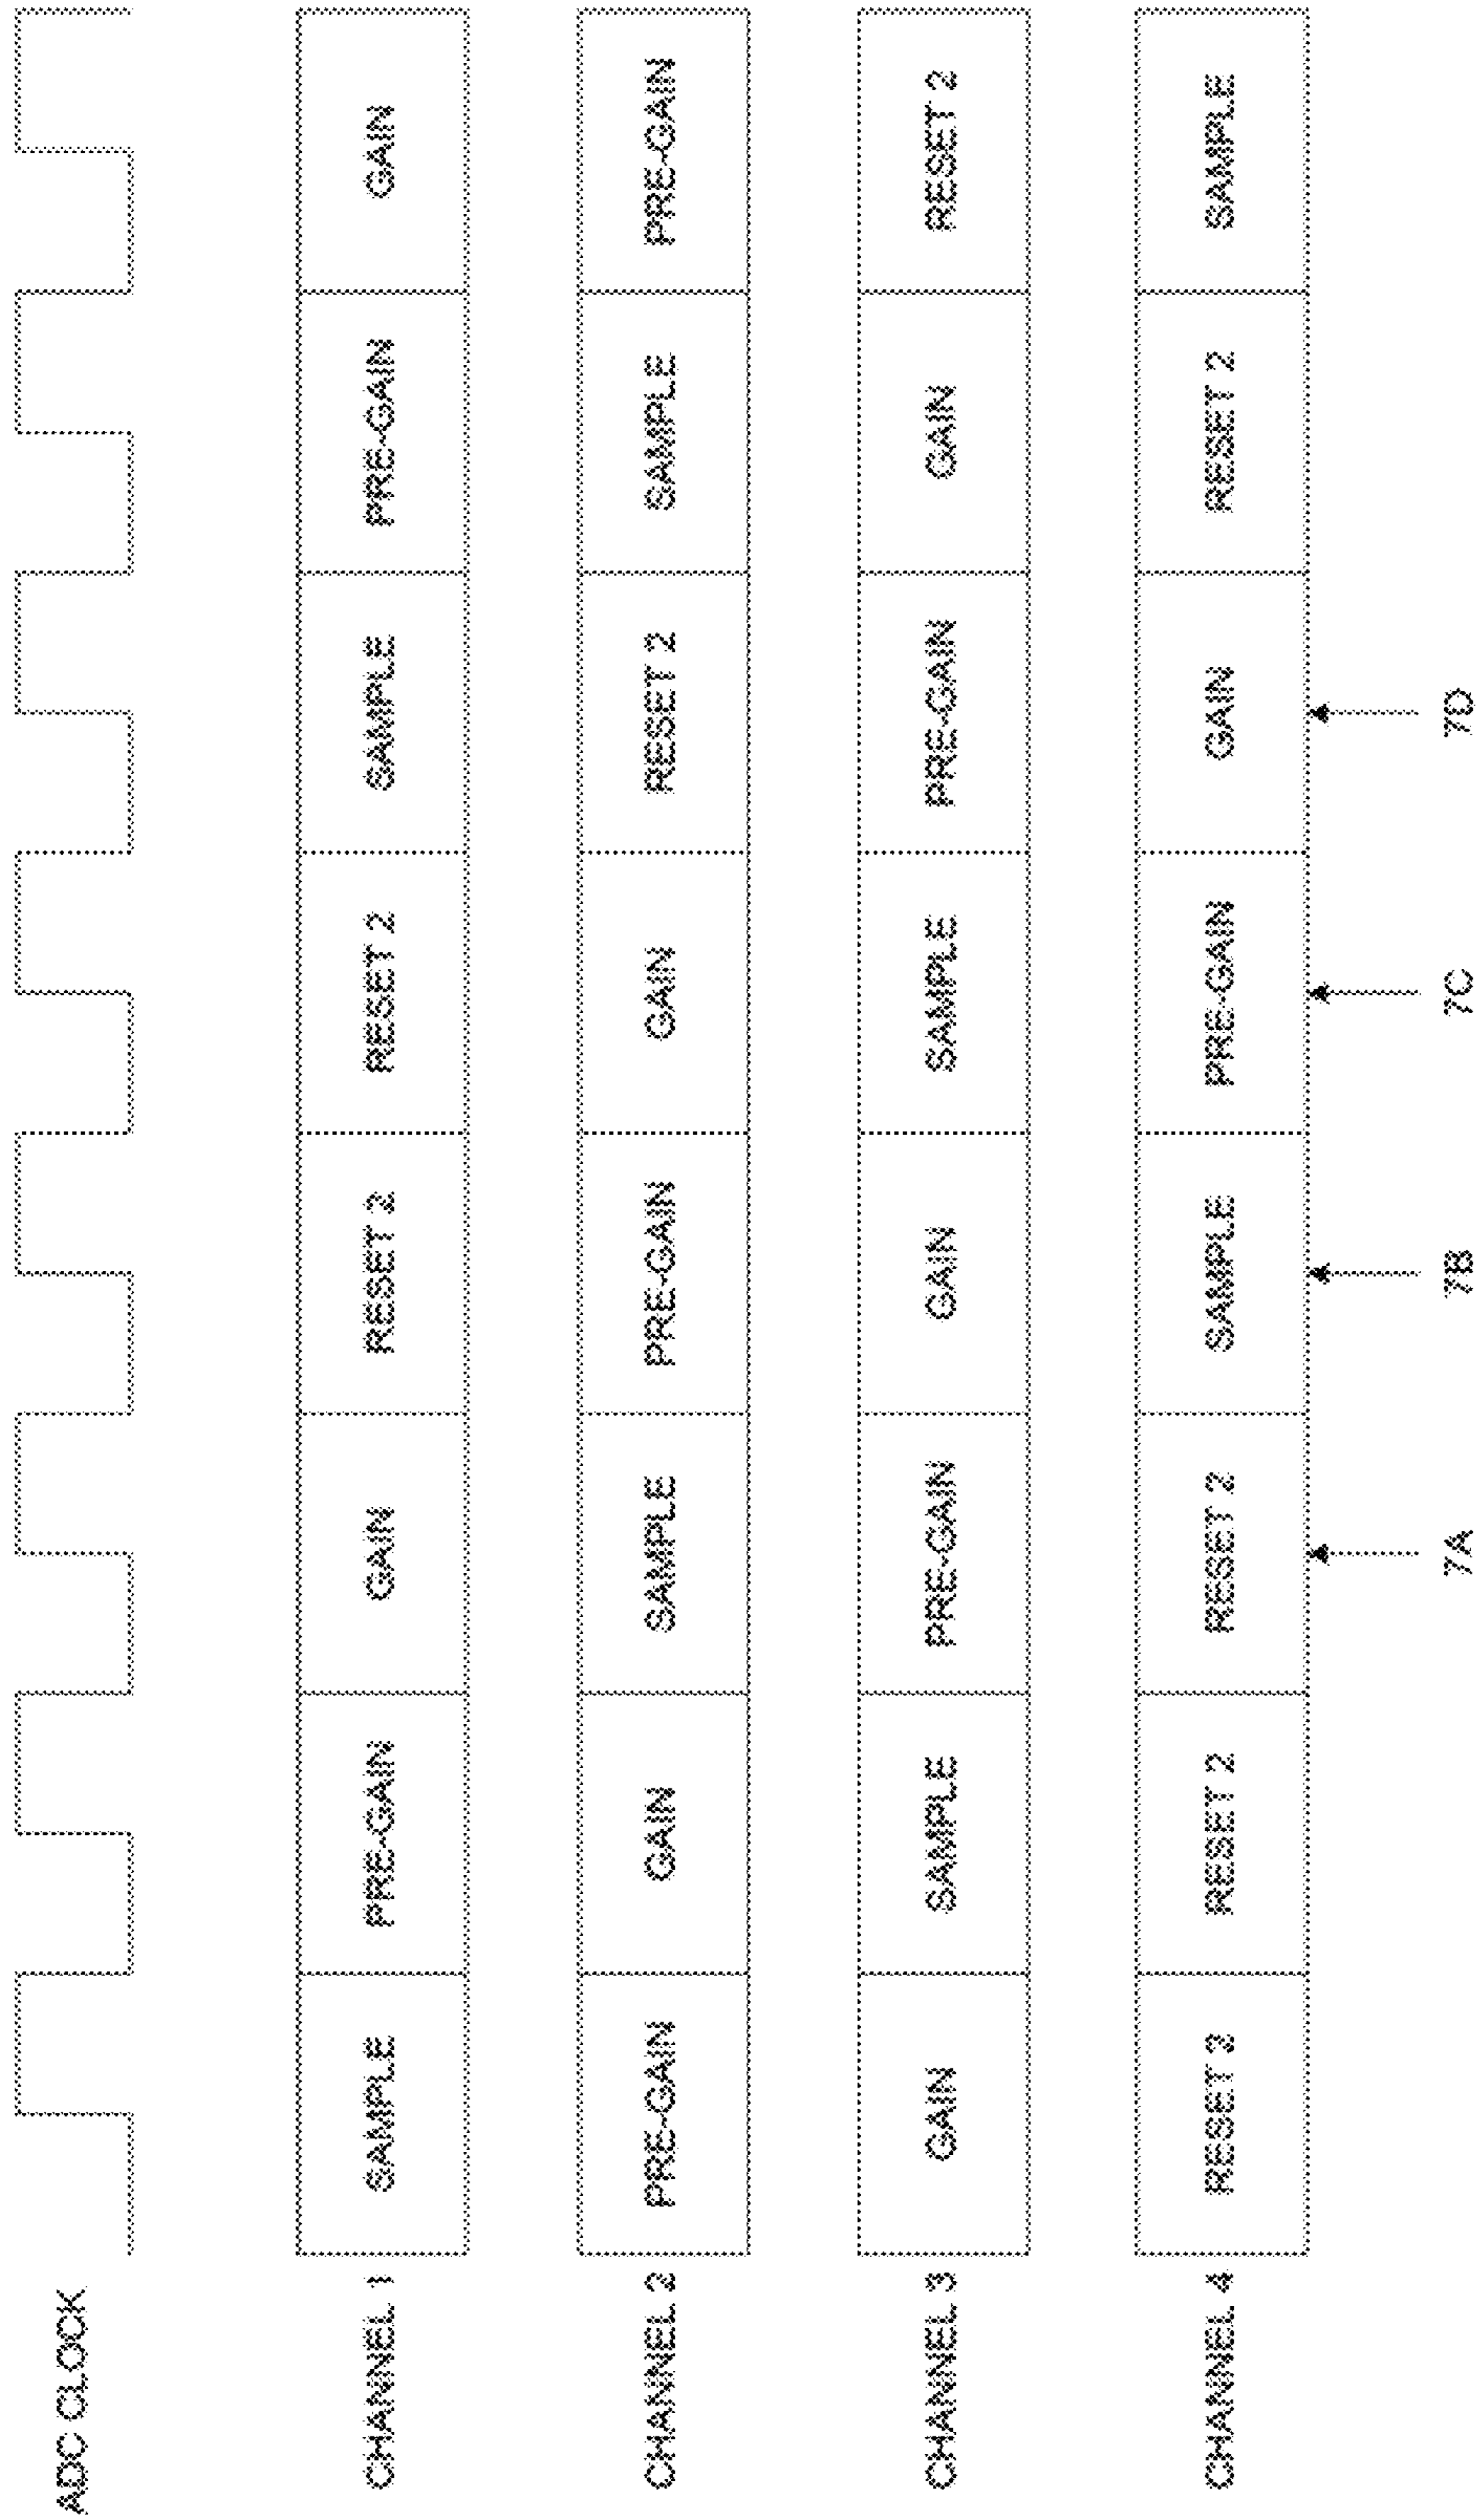 ADC CLOCK
CHANNEL 1 SAMPLE PRE-GAIN GAIN RESET 2 RESET 2 SAMPLE PRE-GAIN GAIN
CHANNEL 2 PRE-GAIN GAIN SAMPLE PRE-GAIN GAIN RESET 2 SAMPLE PRE-GAIN
CHANNEL 3 GAIN SAMPLE PRE-GAIN GAIN SAMPLE PRE-GAIN GAIN RESET 2
CHANNEL 4 RESET 2 RESET 2 RESET 2 SAMPLE PRE-GAIN GAIN RESET 2 SAMPLE
7A 7B 7C 7D